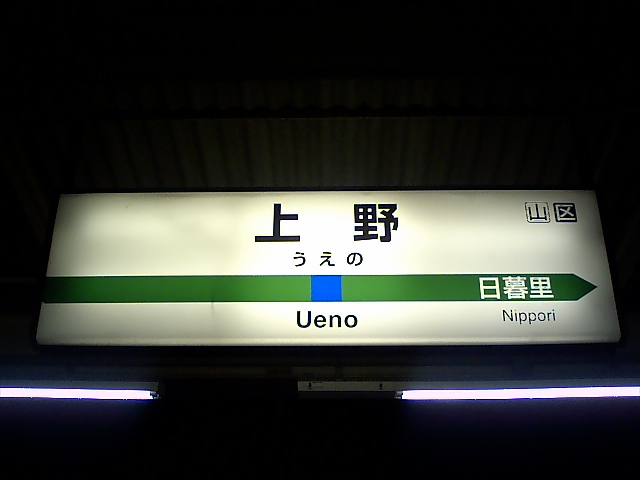 山 区
上野
うえの
日暮里
Ueno
Nippori